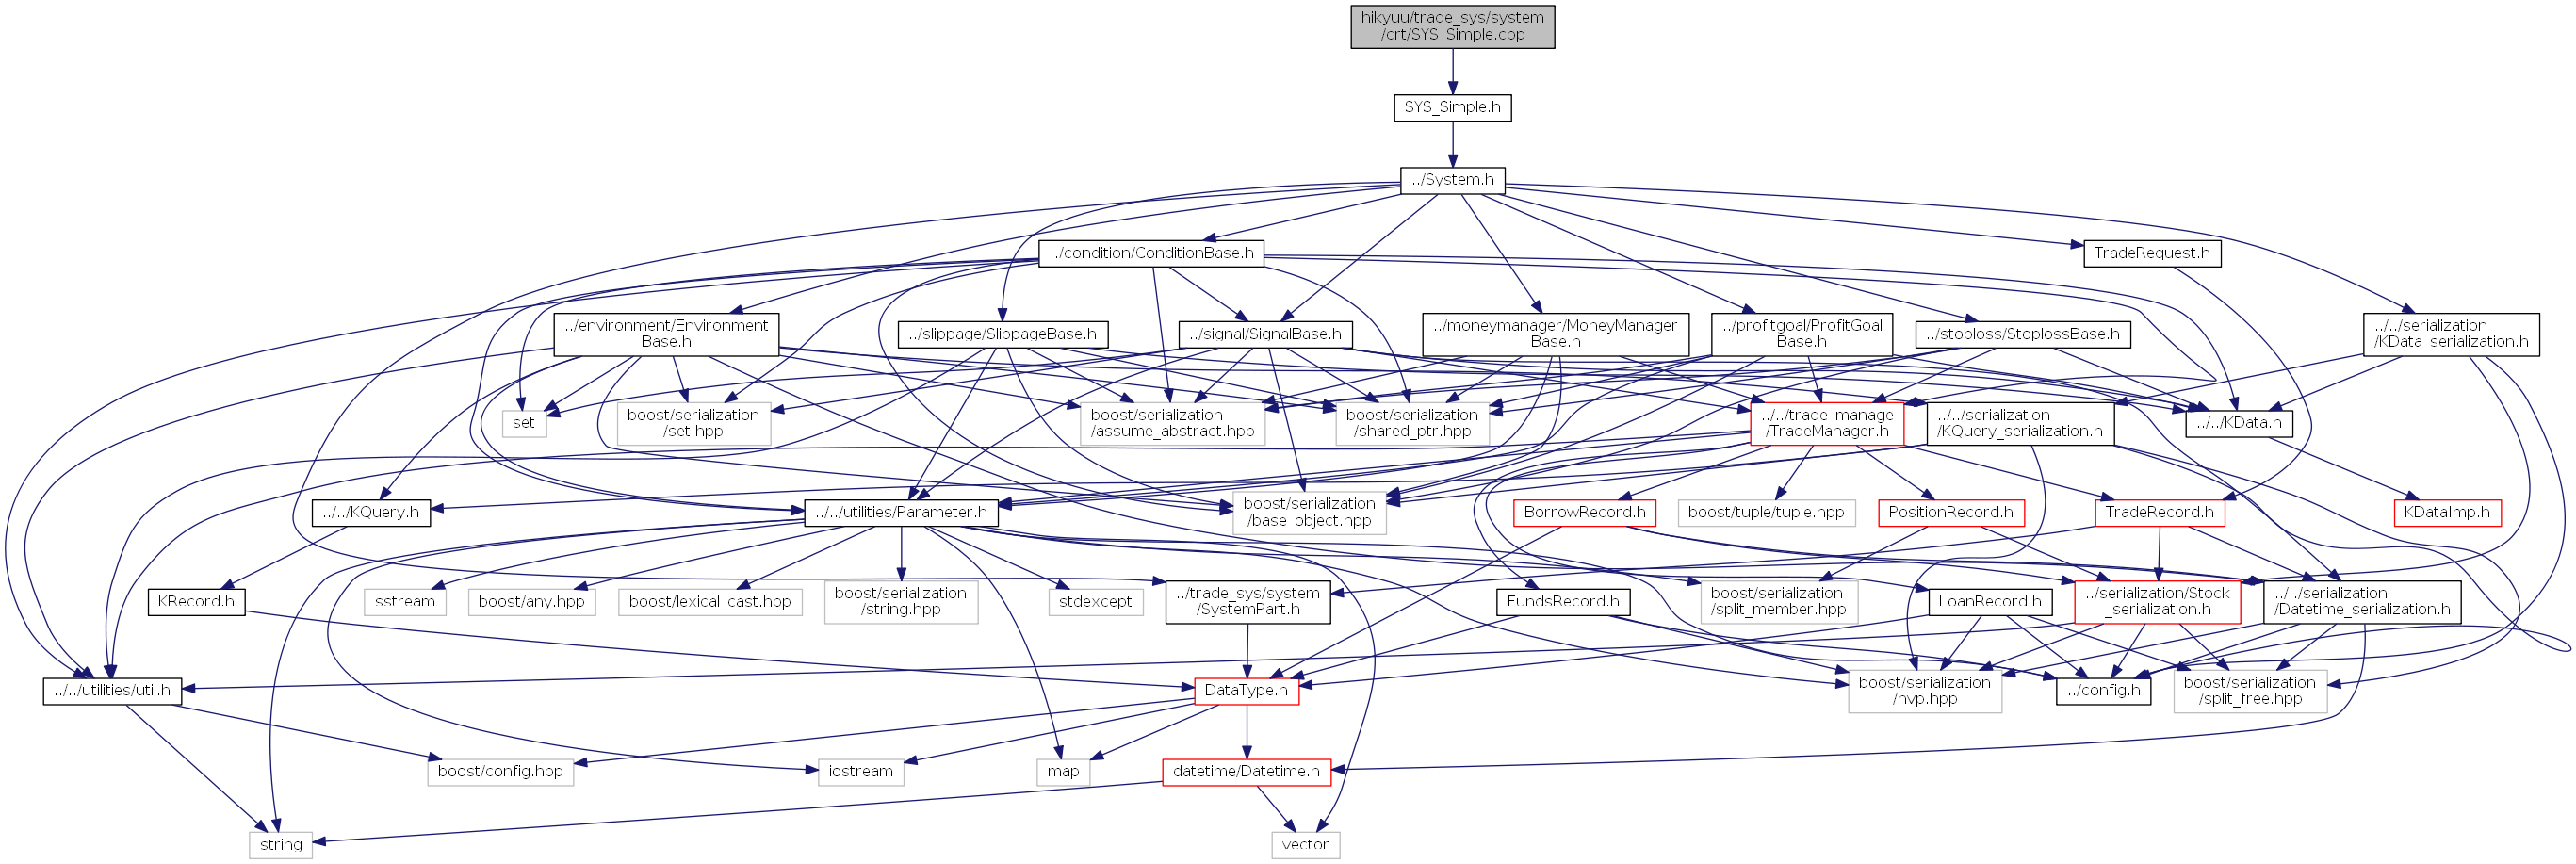 hikyuu/trade_sys/system
/crt/SYS_Simple.cpp
SYS_Simple.h
../System.h
../condition/ConditionBase.h
TradeRequest.h
../environment/Environment
Base.h
../slippage/SlippageBase.h
../signal/SignalBase.h
../moneymanager/MoneyManager
Base.h
../profitgoal/ProfitGoal
Base.h
../stoploss/StoplossBase.h
../../serialization
/KData_serialization.h
set
boost/serialization
/set.hpp
boost/serialization
/assume_abstract.hpp
boost/serialization
/shared_ptr.hpp
../../trade_manage
/TradeManager.h
../../serialization
/KQuery_serialization.h
../../KData.h
../../KQuery.h
../../utilities/Parameter.h
boost/serialization
/base_object.hpp
BorrowRecord.h
boost/tuple/tuple.hpp
PositionRecord.h
TradeRecord.h
KDataImp.h
KRecord.h
sstream
boost/any.hpp
boost/lexical_cast.hpp
boost/serialization
/string.hpp
stdexcept
../trade_sys/system
/SystemPart.h
FundsRecord.h
boost/serialization
/split_member.hpp
LoanRecord.h
../serialization/Stock
_serialization.h
../../serialization
/Datetime_serialization.h
../../utilities/util.h
DataType.h
boost/serialization
/nvp.hpp
../config.h
boost/serialization
/split_free.hpp
boost/config.hpp
iostream
map
datetime/Datetime.h
string
vector